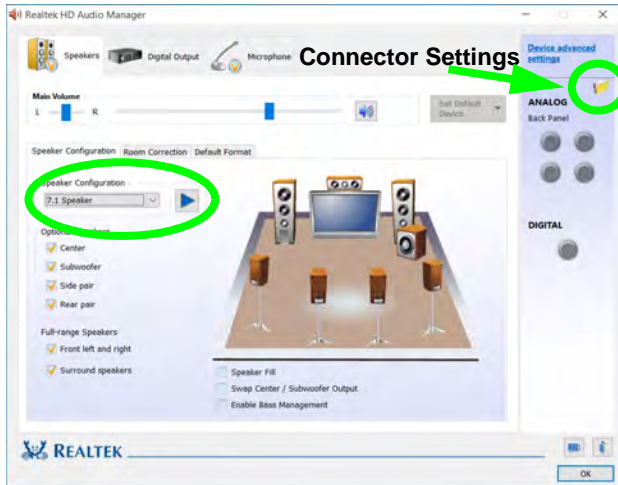 Realtek HD Audio Manager
Speakers
Digital Output
Microphone
Connector Settings
Device advanced
settings
Main Volume
L
R
Set Default
Device
ANALOG
Back Panel
Speaker Configuration
Room Correction
Default Format
Speaker Configuration
7.1 Speaker
Center
Subwoofer
Side pair
Rear pair
DIGITAL
Full-range Speakers
Front left and right
Surround speakers
Speaker Fill
Swap Center / Subwoofer Output
Enable Bass Management
REALTEK
OK